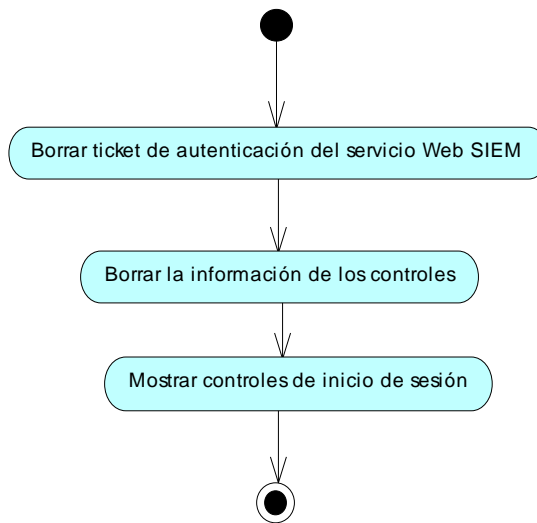 Borrar ticket de autenticación del servicio Web SIEM
Borrar la información de los controles
Mostrar controles de inicio de sesión